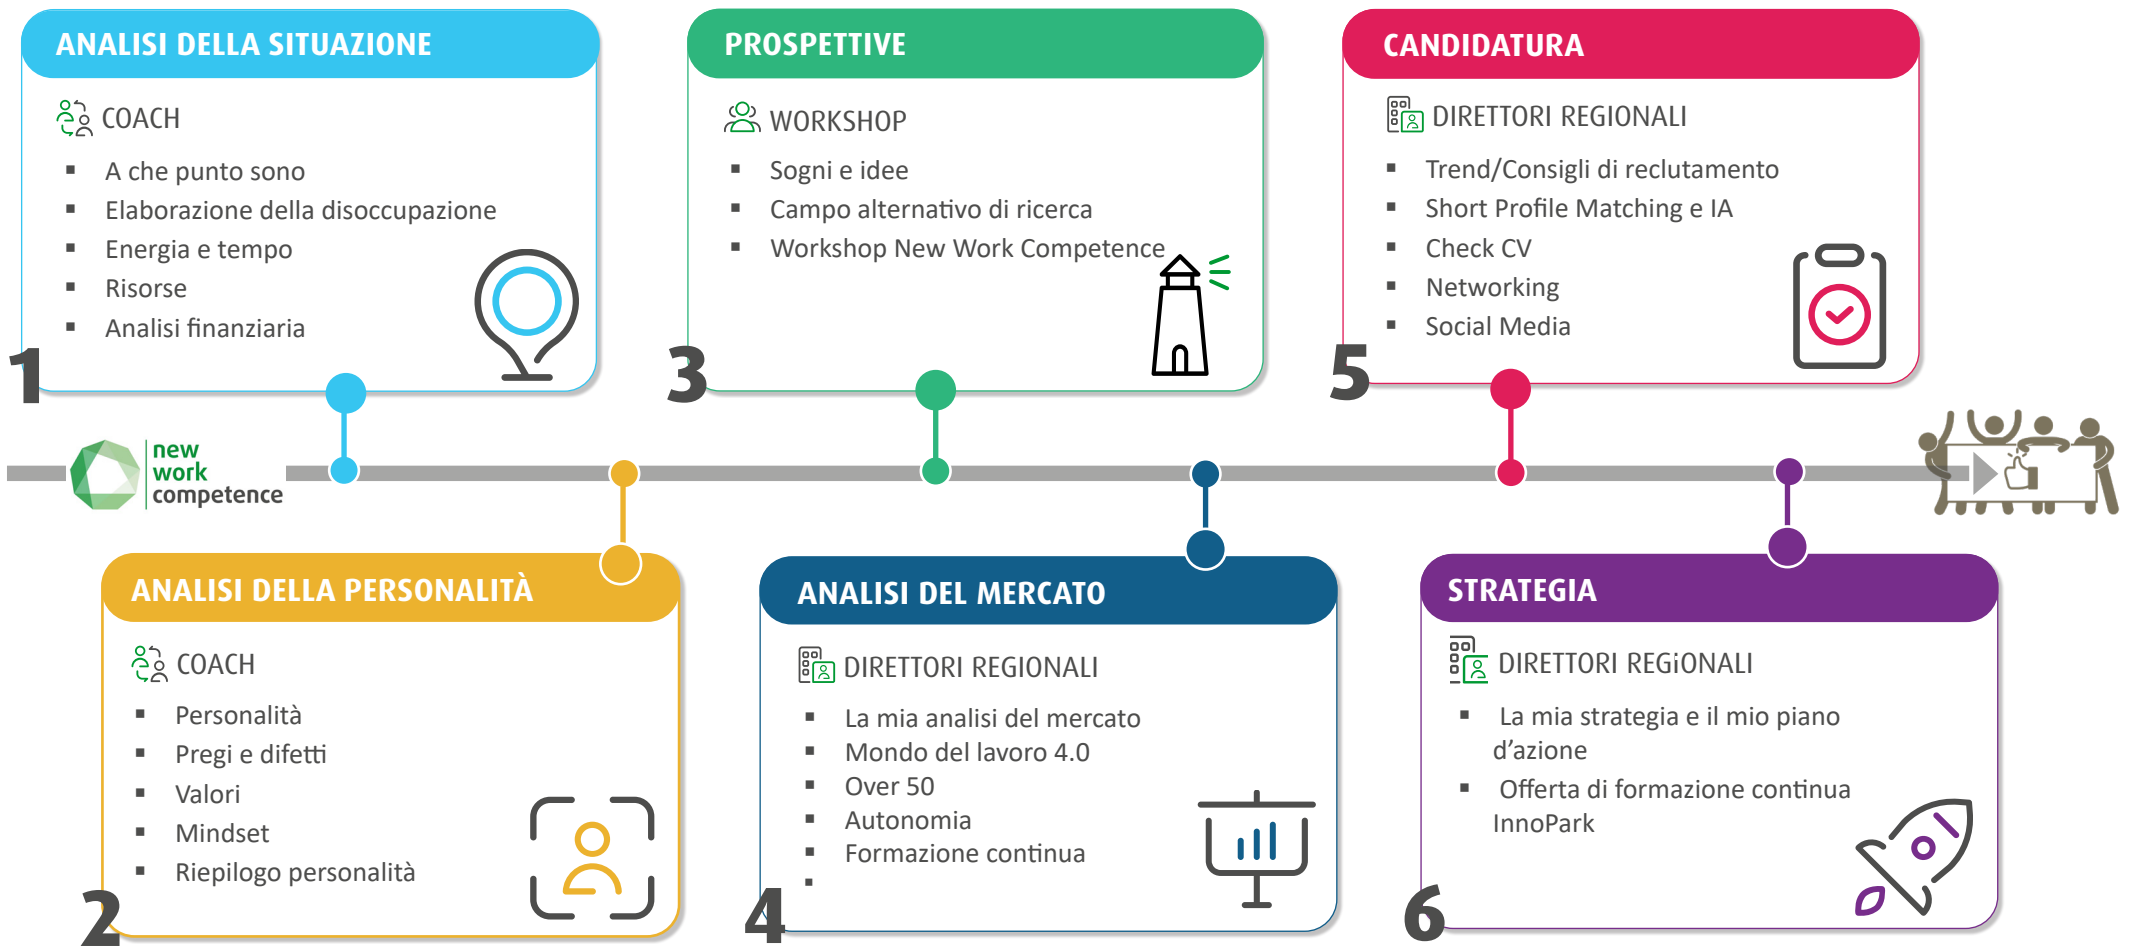 ANALISI DELLA SITUAZIONE
COACH
▪ A che punto sono
▪ Elaborazione della disoccupazione
▪ Energia e tempo
▪ Risorse
▪ Analisi finanziaria
1
PROSPETTIVE
WORKSHOP
▪ Sogni e idee
▪ Campo alternativo di ricerca
▪ Workshop New Work Competence
3
CANDIDATURA
DIRETTORI REGIONALI
▪ Trend/Consigli di reclutamento
▪ Short Profile Matching e IA
▪ Check CV
▪ Networking
▪ Social Media
5
new
work
competence
ANALISI DELLA PERSONALITÀ
COACH
▪ Personalità
▪ Pregi e difetti
▪ Valori
▪ Mindset
▪ Riepilogo personalità
2
ANALISI DEL MERCATO
DIRETTORI REGIONALI
▪ La mia analisi del mercato
▪ Mondo del lavoro 4.0
▪ Over 50
▪ Autonomia
▪ Formazione continua
▪
4
STRATEGIA
DIRETTORI REGiONALI
▪ La mia strategia e il mio piano
d’azione
▪ Offerta di formazione continua
InnoPark
6